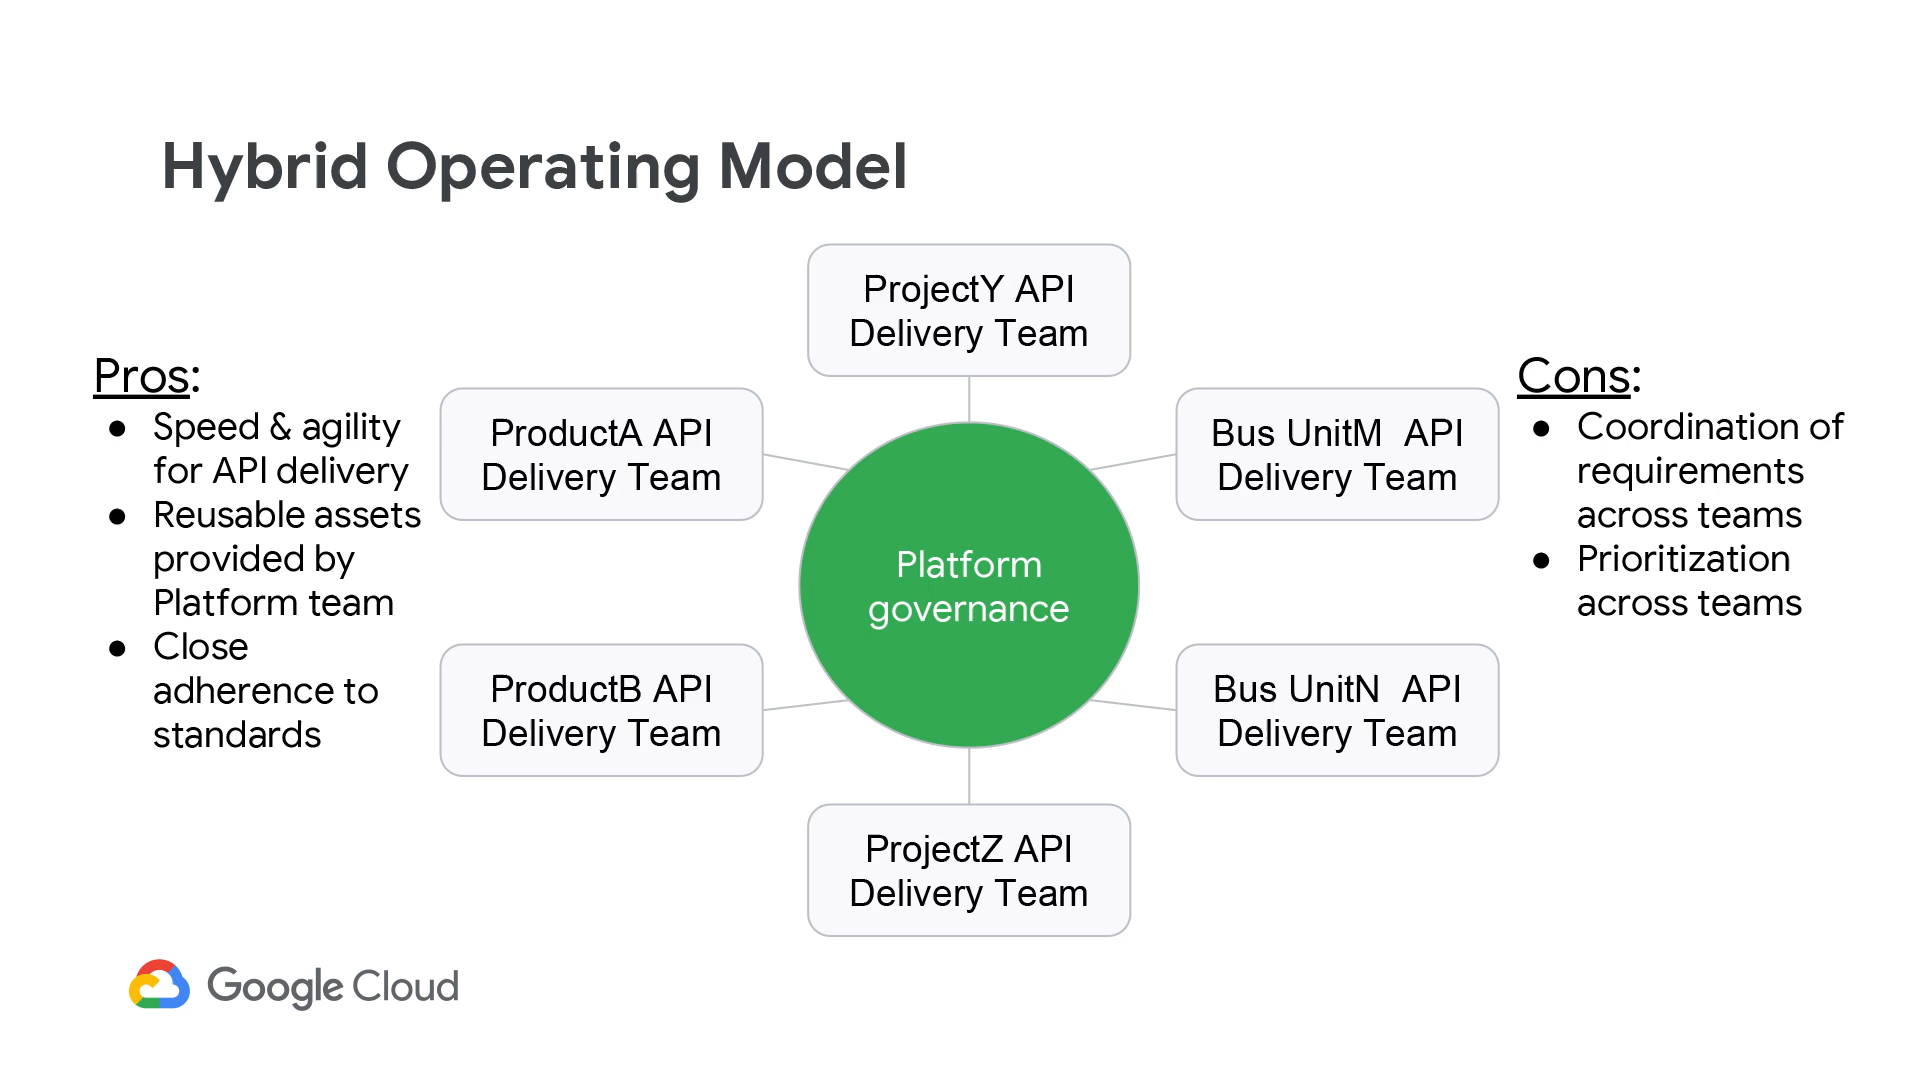 Hybrid Operating Model
Pros:
● Speed & agility
for API delivery
● Reusable assets
provided by
Platform team
● Close
adherence to
standards
ProjectY API
Delivery Team
ProductA API
Delivery Team
Bus UnitM  API
Delivery Team
Platform
governance
ProductB API
Delivery Team
Bus UnitN  API
Delivery Team
ProjectZ API
Delivery Team
Cons:
● Coordination of
requirements
across teams
● Prioritization
across teams
Google Cloud